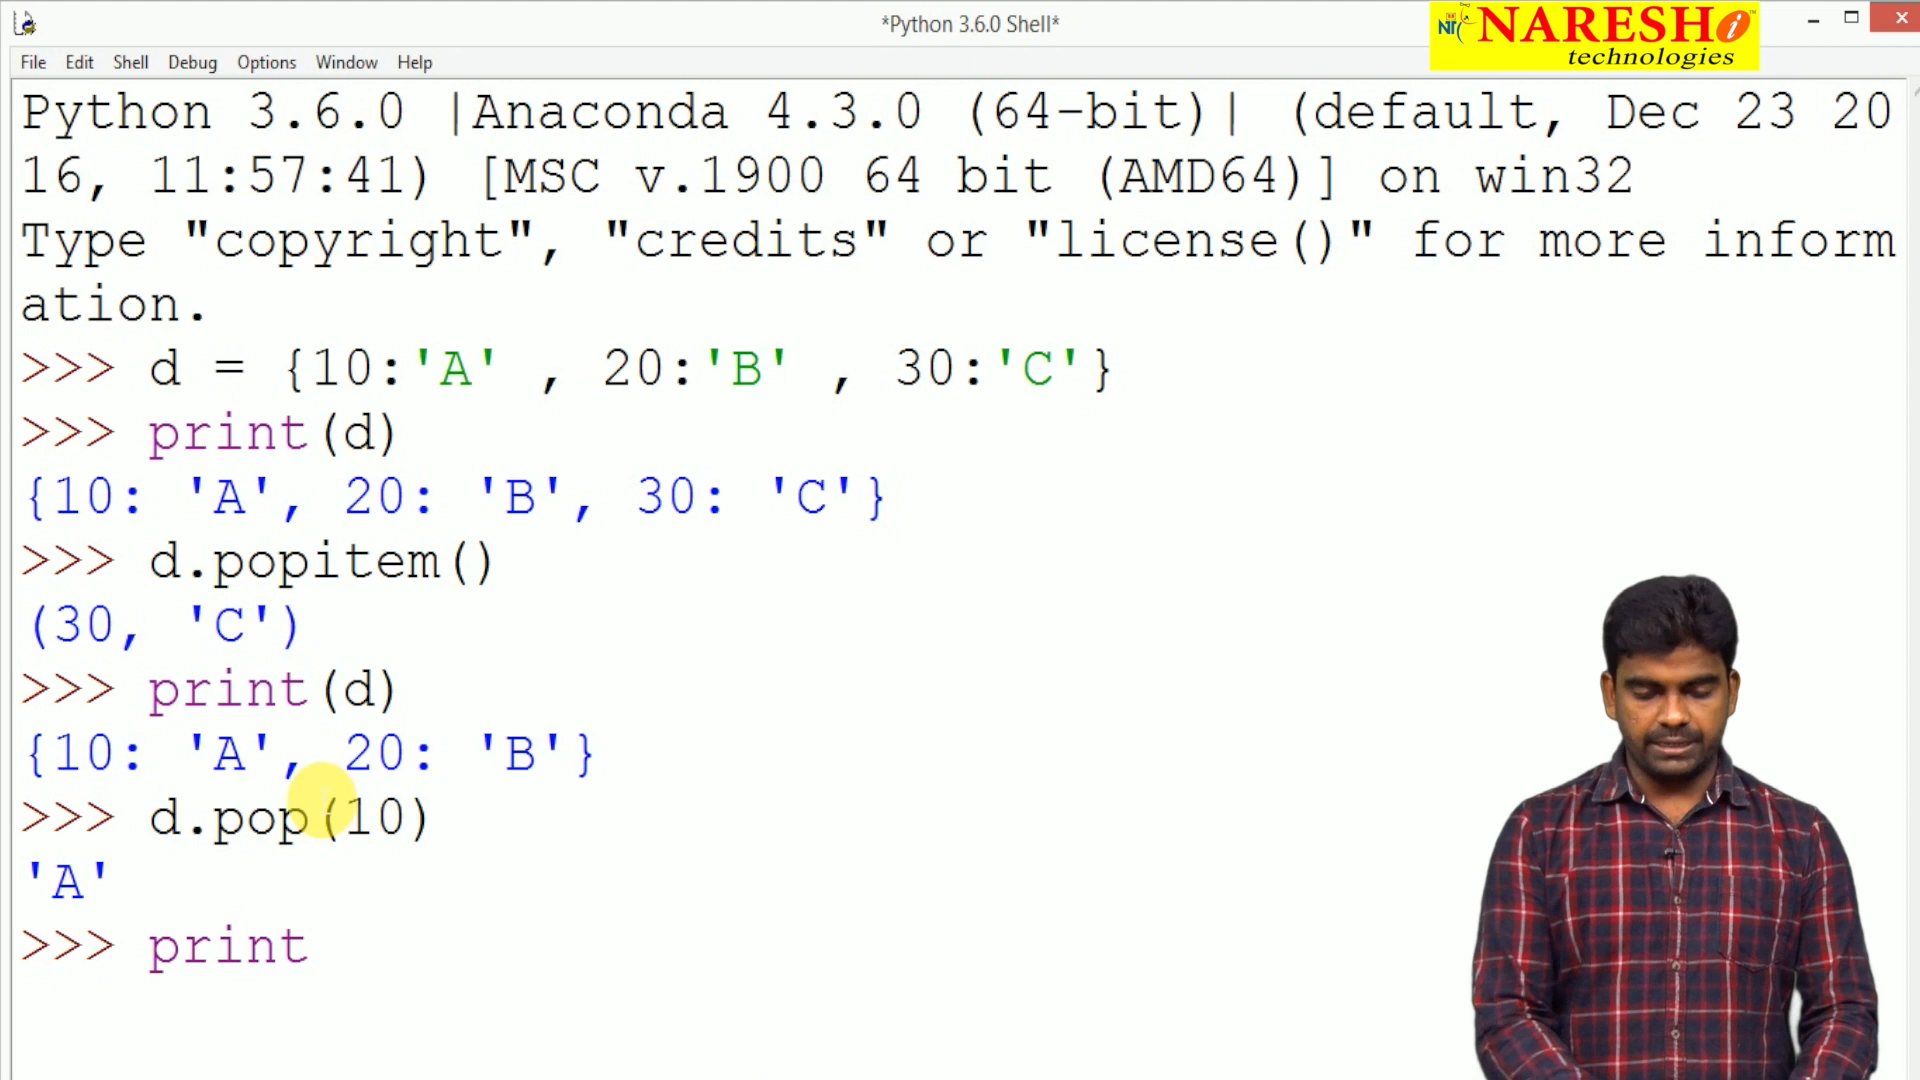 *Python 3.6.0 Shell*
NT NARESH i
technologies
File Edit Shell Debug Options Window Help
Python 3.6.0 |Anaconda 4.3.0 (64-bit)| (default, Dec 23 20
16, 11:57:41) [MSC v.1900 64 bit (AMD64)] on win32
Type "copyright", "credits" or "license()" for more inform
ation.
>>> d = {10:'A' , 20:'B' , 30:'C'}
>>> print(d)
{10: 'A', 20: 'B', 30: 'C'}
>>> d.popitem()
(30, 'C')
>>> print(d)
{10: 'A', 20: 'B'}
>>> d.pop(10)
'A'
>>> print